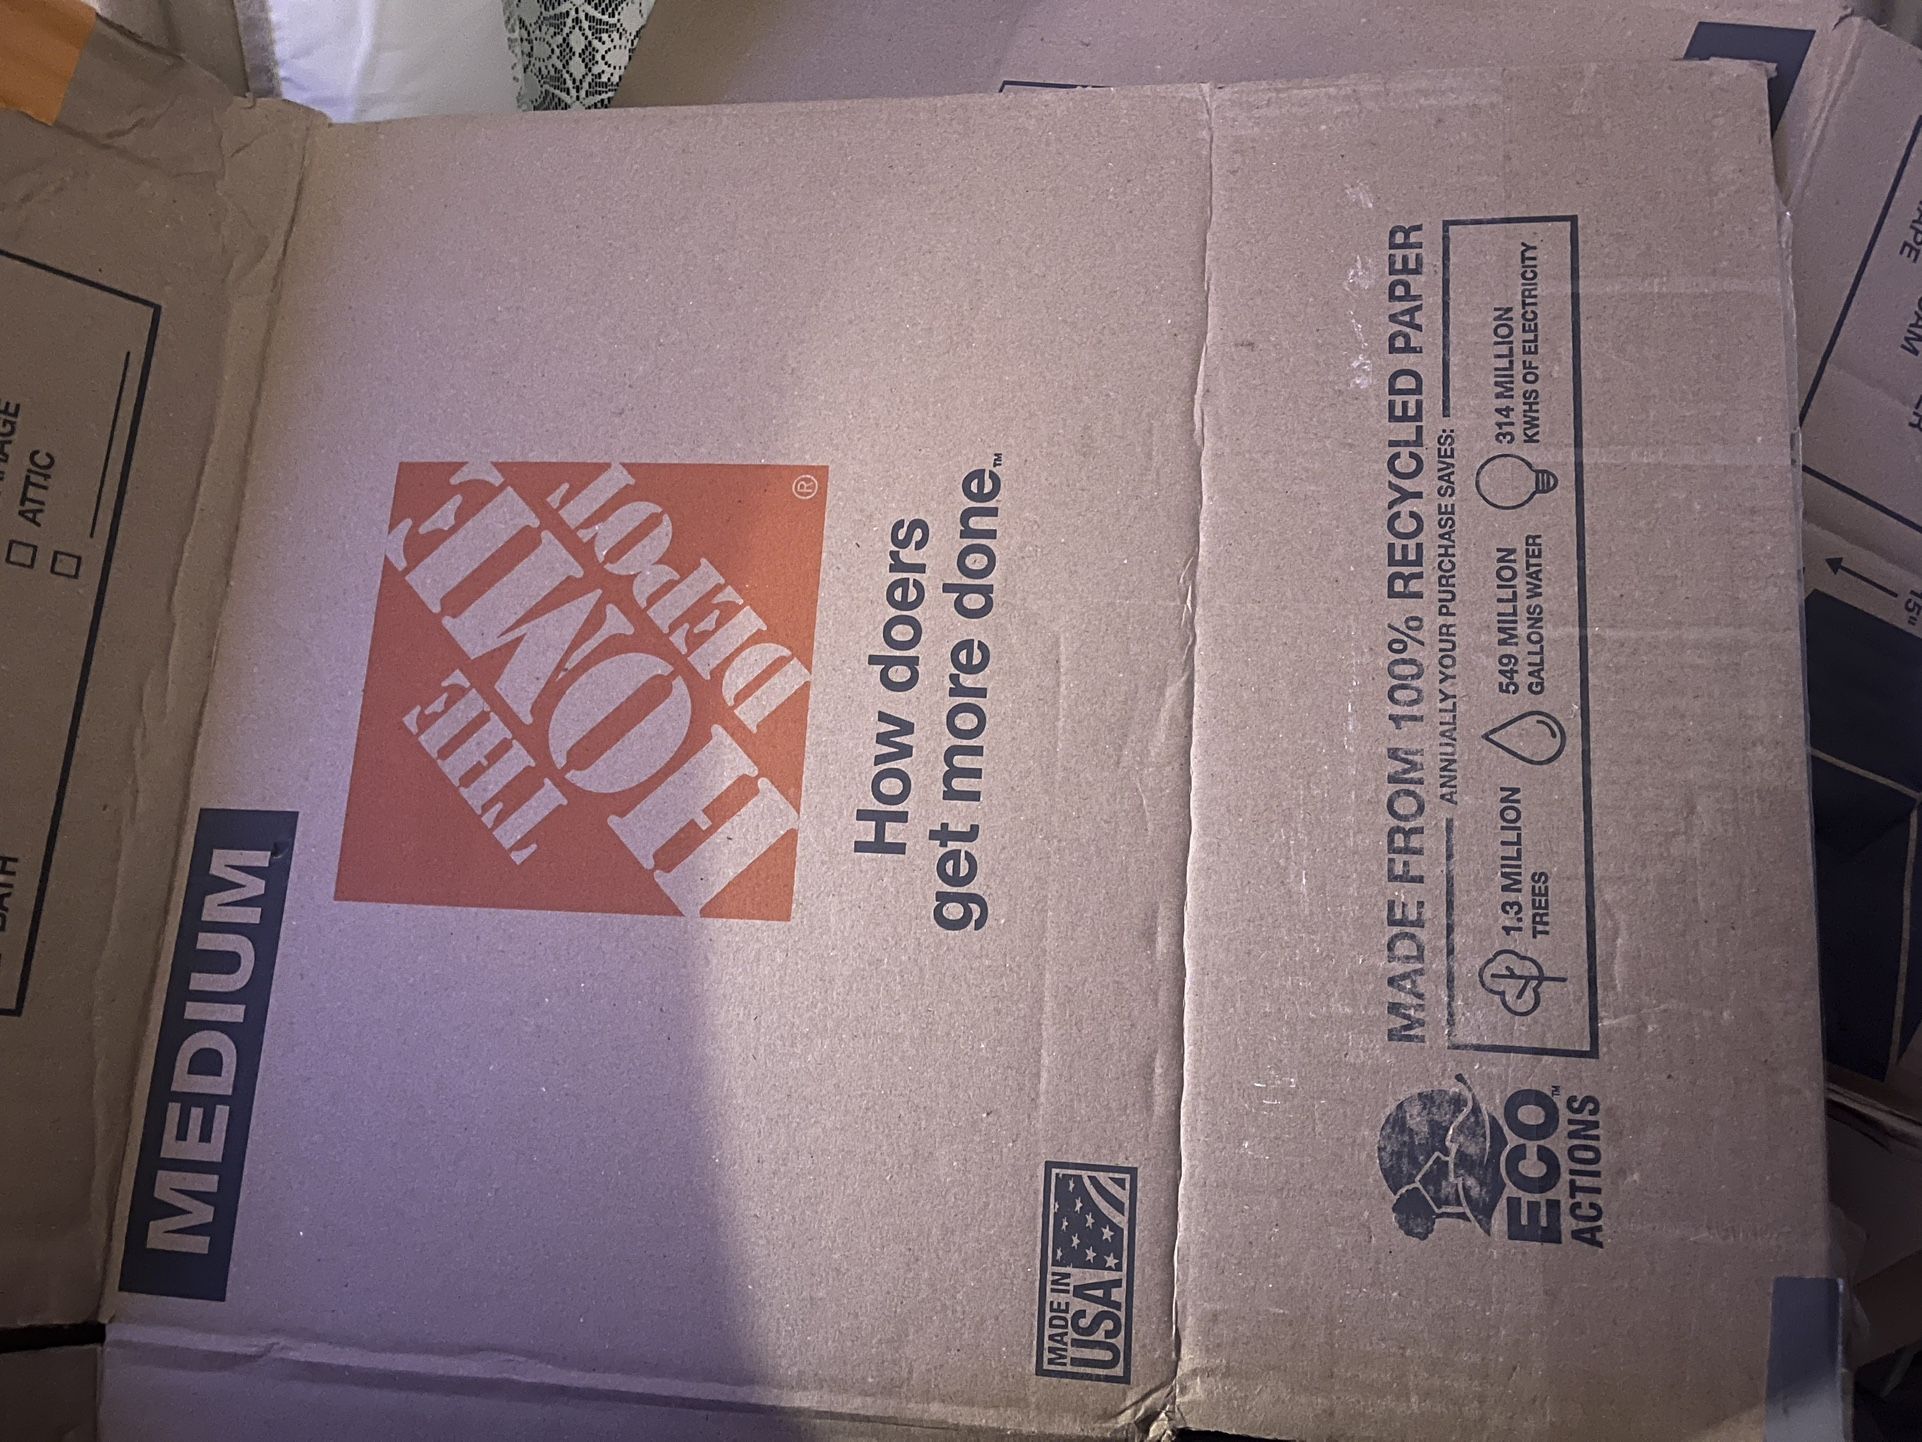 MEDIUM
THE
HOME
DEPOT
®
How doers
get more done.™
MADE IN
USA
MADE FROM 100% RECYCLED PAPER
ANNUALLY YOUR PURCHASE SAVES:
1.3 MILLION
TREES
549 MILLION
GALLONS WATER
314 MILLION
KWHS OF ELECTRICITY
ECO™
ACTIONS
BATH
ATTIC
15"